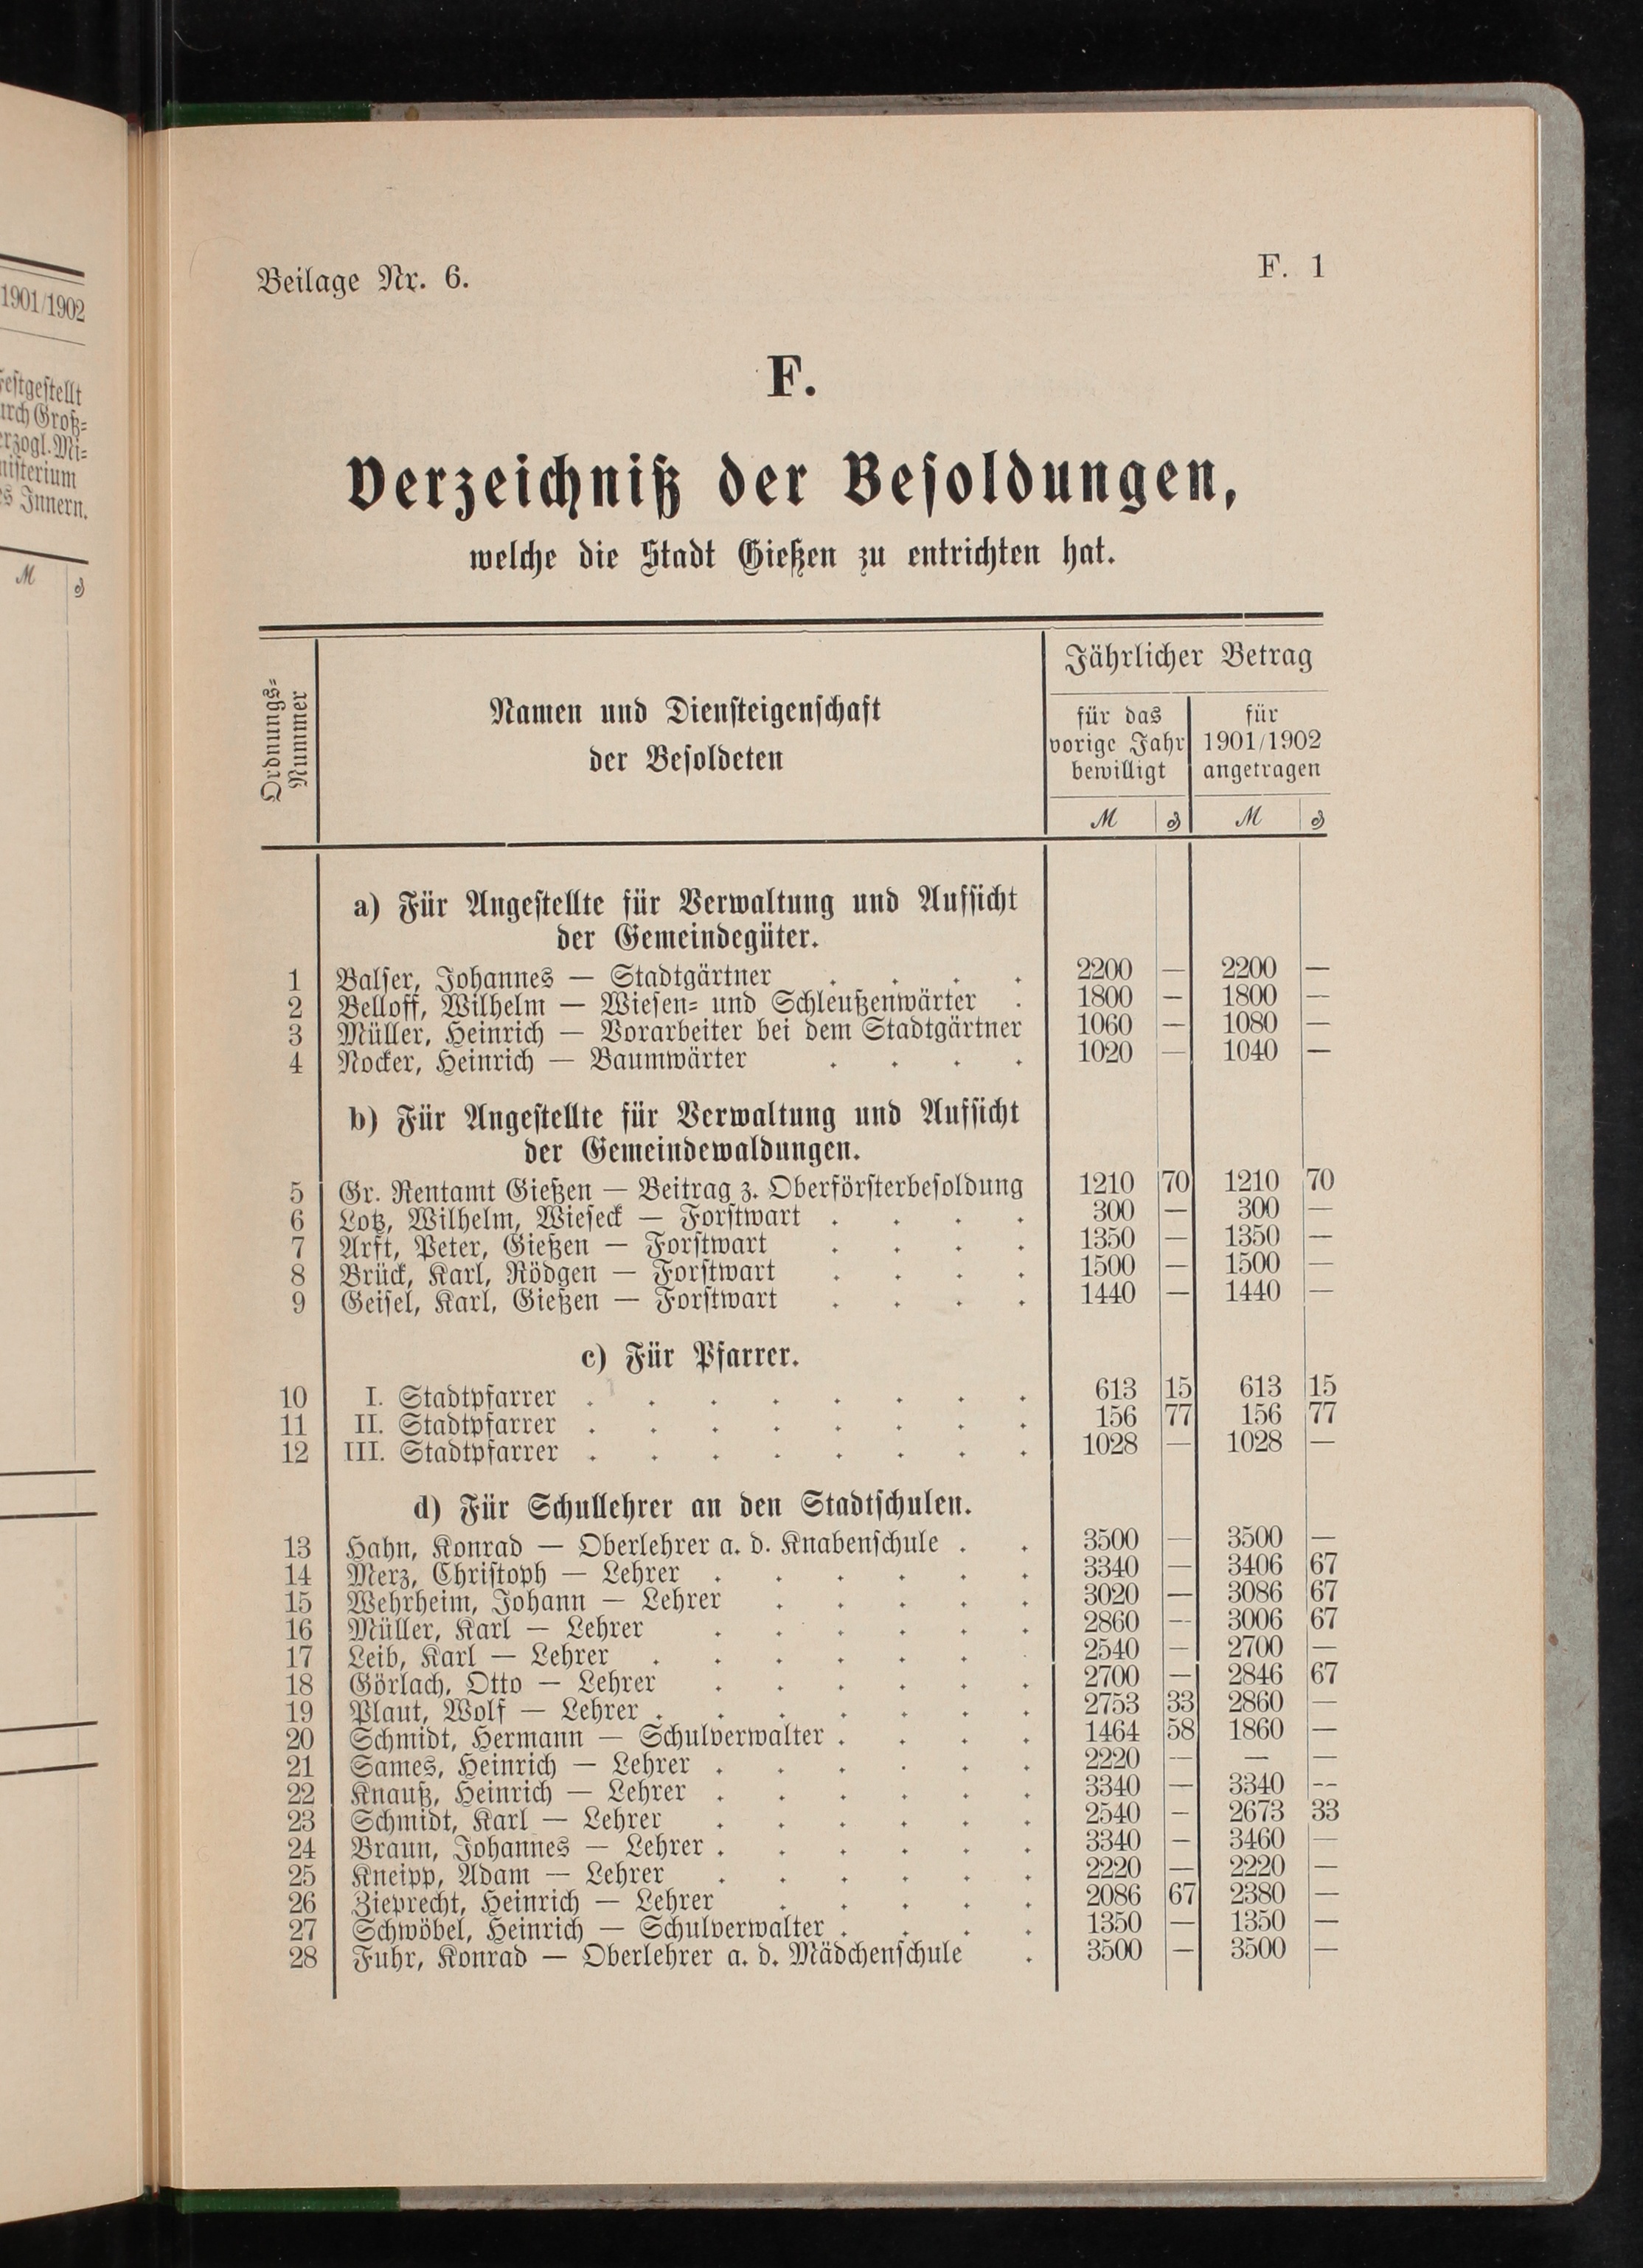 1901/1902
festgestellt
urch Groß-
erzogl. Mi-
nisterium
es Innern.
M ₰
Beilage Nr. 6.
F. 1
F.
Verzeichniß der Besoldungen,
welche die Stadt Gießen zu entrichten hat.
Ordnungs-
Nummer
Namen und Diensteigenschaft
der Besoldeten
Jährlicher Betrag
für das
vorige Jahr
bewilligt
für
1901/1902
angetragen
M ₰ M ₰
a) Für Angestellte für Verwaltung und Aufsicht
der Gemeindegüter.
1 Balser, Johannes — Stadtgärtner . . . . 2200 — 2200 —
2 Belloff, Wilhelm — Wiesen- und Schleußenwärter . 1800 — 1800 —
3 Müller, Heinrich — Vorarbeiter bei dem Stadtgärtner 1060 — 1080 —
4 Nocker, Heinrich — Baumwärter . . . . 1020 — 1040 —
b) Für Angestellte für Verwaltung und Aufsicht
der Gemeindewaldungen.
5 Gr. Rentamt Gießen — Beitrag z. Oberförsterbesoldung 1210 70 1210 70
6 Lotz, Wilhelm, Wieseck — Forstwart . . . . 300 — 300 —
7 Arft, Peter, Gießen — Forstwart . . . . 1350 — 1350 —
8 Brück, Karl, Rödgen — Forstwart . . . . 1500 — 1500 —
9 Geisel, Karl, Gießen — Forstwart . . . . 1440 — 1440 —
c) Für Pfarrer.
10 I. Stadtpfarrer . . . . . . . . 613 15 613 15
11 II. Stadtpfarrer . . . . . . . . 156 77 156 77
12 III. Stadtpfarrer . . . . . . . . 1028 — 1028 —
d) Für Schullehrer an den Stadtschulen.
13 Hahn, Konrad — Oberlehrer a. d. Knabenschule . . 3500 — 3500 —
14 Merz, Christoph — Lehrer . . . . . . 3340 — 3406 67
15 Wehrheim, Johann — Lehrer . . . . . 3020 — 3086 67
16 Müller, Karl — Lehrer . . . . . . 2860 — 3006 67
17 Leib, Karl — Lehrer . . . . . . . 2540 — 2700 —
18 Görlach, Otto — Lehrer . . . . . . 2700 — 2846 67
19 Plaut, Wolf — Lehrer . . . . . . . 2753 33 2860 —
20 Schmidt, Hermann — Schulverwalter . . . . 1464 58 1860 —
21 Sames, Heinrich — Lehrer . . . . . . 2220 — — —
22 Knauß, Heinrich — Lehrer . . . . . . 3340 — 3340 —
23 Schmidt, Karl — Lehrer . . . . . . 2540 — 2673 33
24 Braun, Johannes — Lehrer . . . . . . 3340 — 3460 —
25 Kneipp, Adam — Lehrer . . . . . . 2220 — 2220 —
26 Zieprecht, Heinrich — Lehrer . . . . . 2086 67 2380 —
27 Schwöbel, Heinrich — Schulverwalter . . . . 1350 — 1350 —
28 Fuhr, Konrad — Oberlehrer a. d. Mädchenschule . 3500 — 3500 —